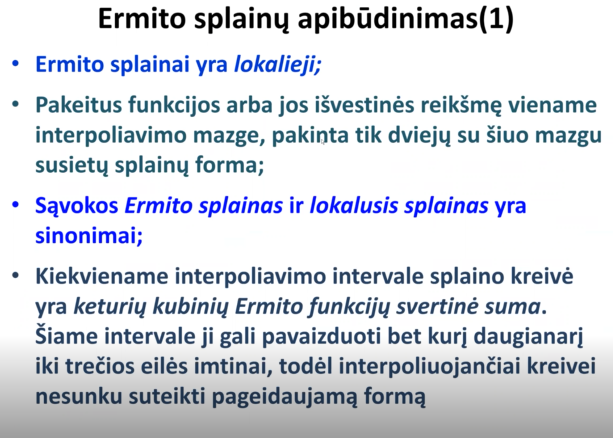 Ermito splainų apibūdinimas(1)
• Ermito splainai yra lokalieji;
• Pakeitus funkcijos arba jos išvestinės reikšmę viename
interpoliavimo mazge, pakinta tik dviejų su šiuo mazgu
susietų splainų forma;
• Sąvokos Ermito splainas ir lokalusis splainas yra
sinonimai;
• Kiekviename interpoliavimo intervale splaino kreivė
yra keturių kubinių Ermito funkcijų svertinė suma.
Šiame intervale ji gali pavaizduoti bet kurį daugianarį
iki trečios eilės imtinai, todėl interpoliuojančiai kreivei
nesunku suteikti pageidaujamą formą